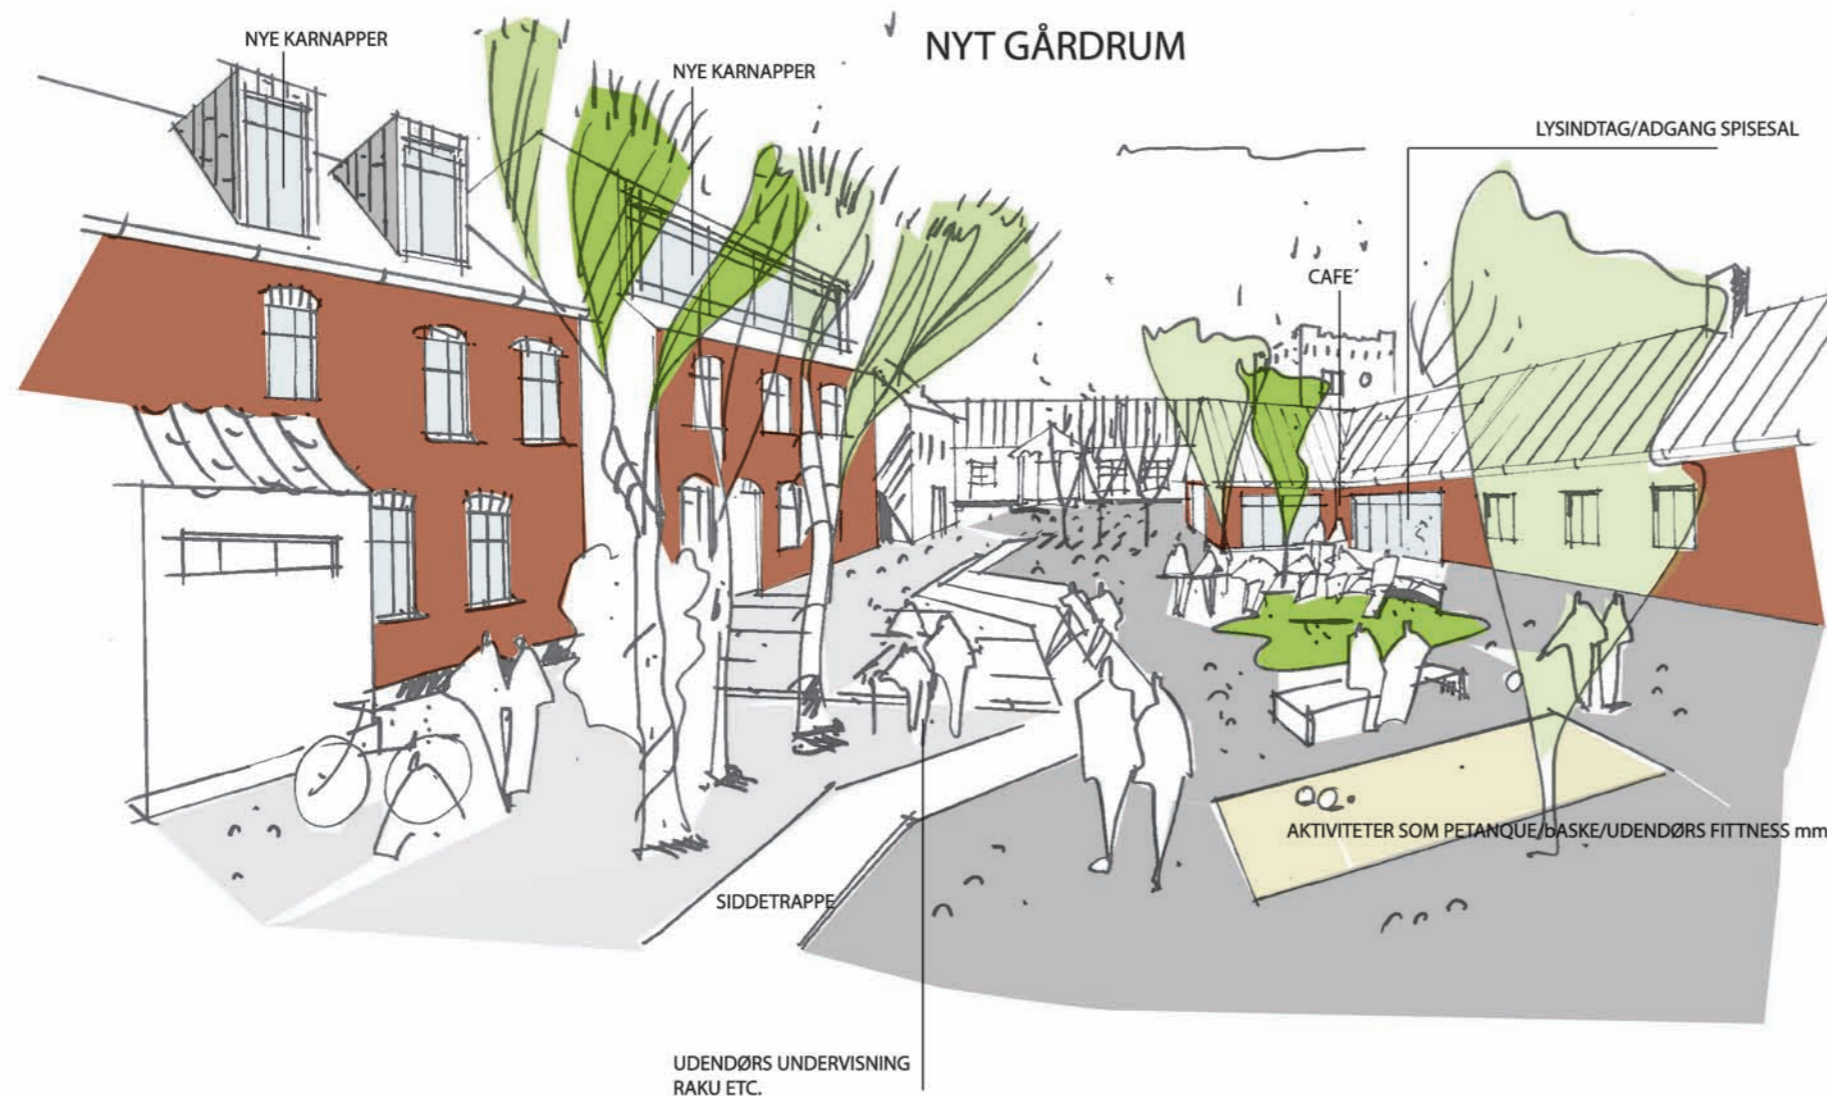 NYT GÅRDRUM
NYE KARNAPPER
NYE KARNAPPER
LYSINDTAG/ADGANG SPISESAL
CAFE´
AKTIVITETER SOM PETANQUE/bASKE/UDENDØRS FITTNESS mm
SIDDETRAPPE
UDENDØRS UNDERVISNING
RAKU ETC.